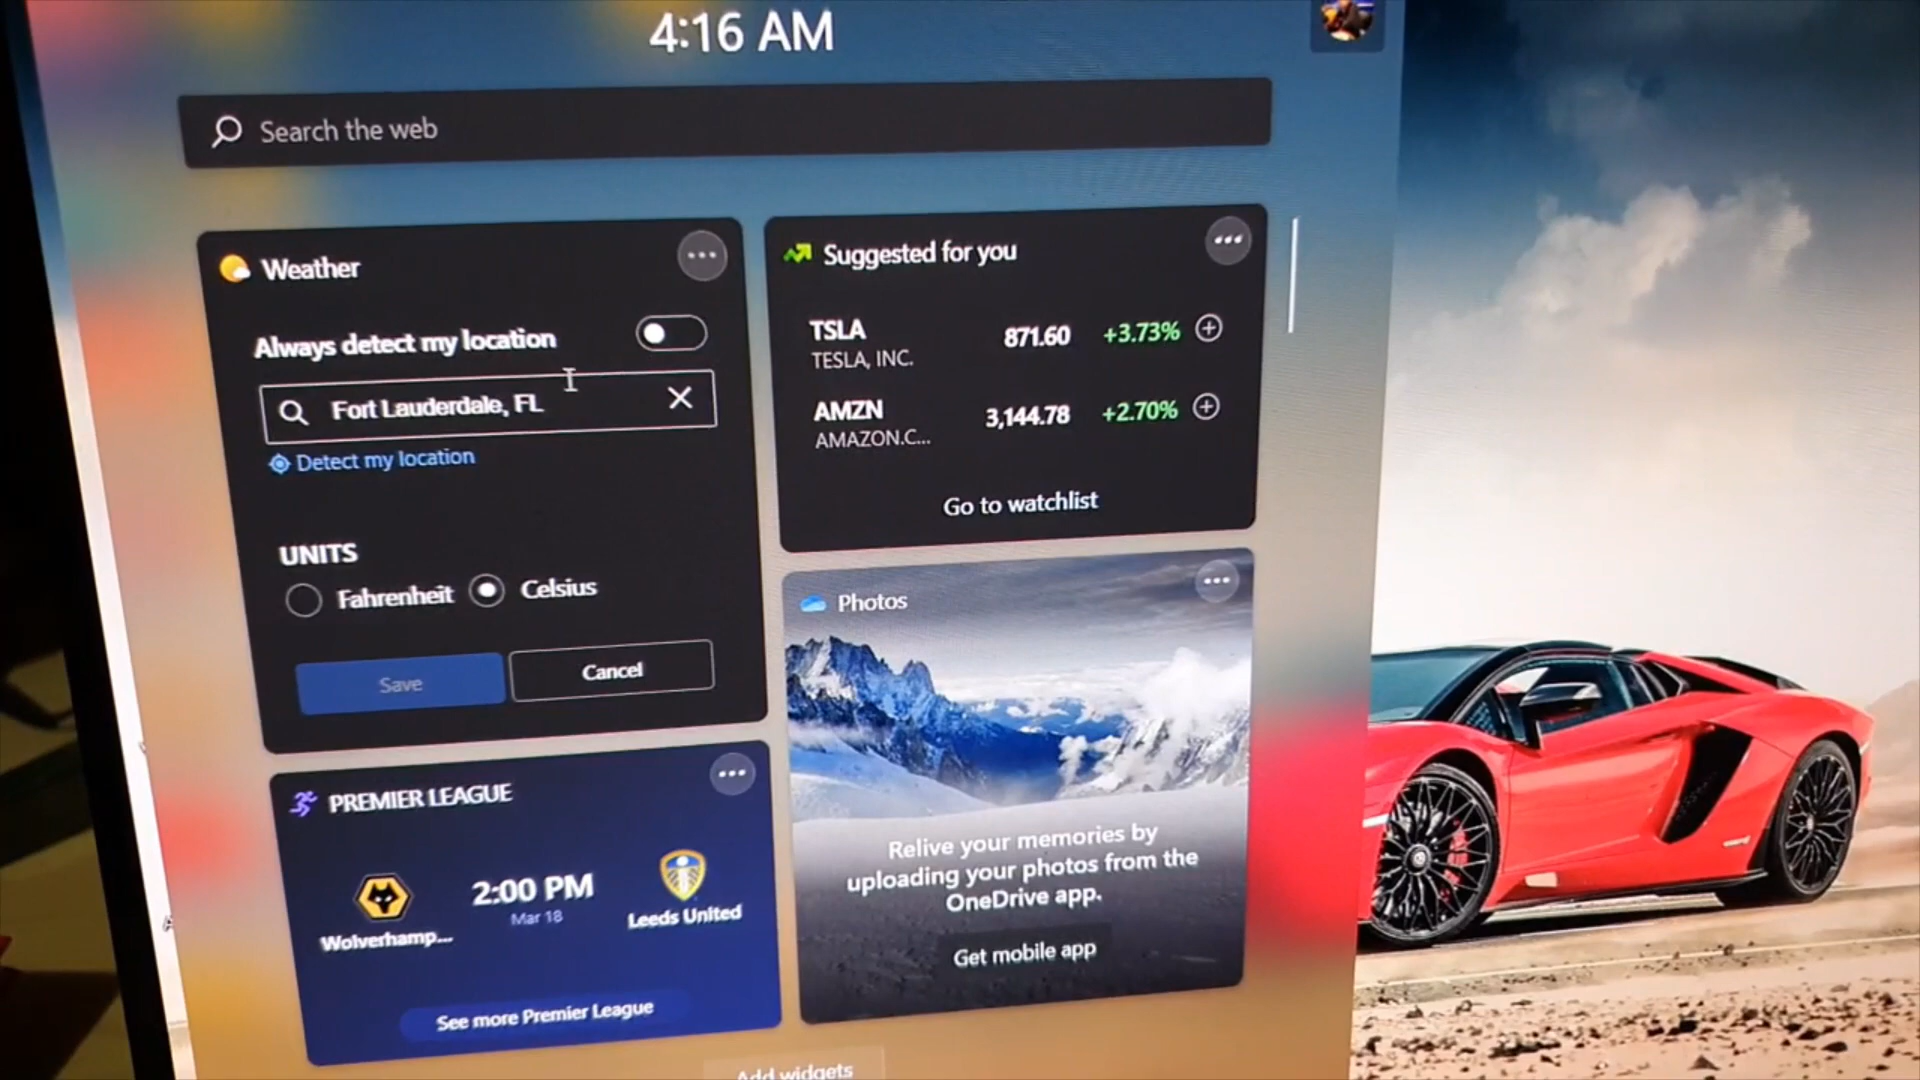 4:16 AM
Search the web
Weather
Always detect my location
Fort Lauderdale, FL
Detect my location
UNITS
Fahrenheit
Celsius
Save
Cancel
Suggested for you
TSLA 871.60 +3.73%
TESLA, INC.
AMZN 3,144.78 +2.70%
AMAZON.C...
Go to watchlist
Photos
Relive your memories by
uploading your photos from the
OneDrive app.
Get mobile app
PREMIER LEAGUE
2:00 PM
Mar 18
Wolverhamp...
Leeds United
See more Premier League
Add widgets